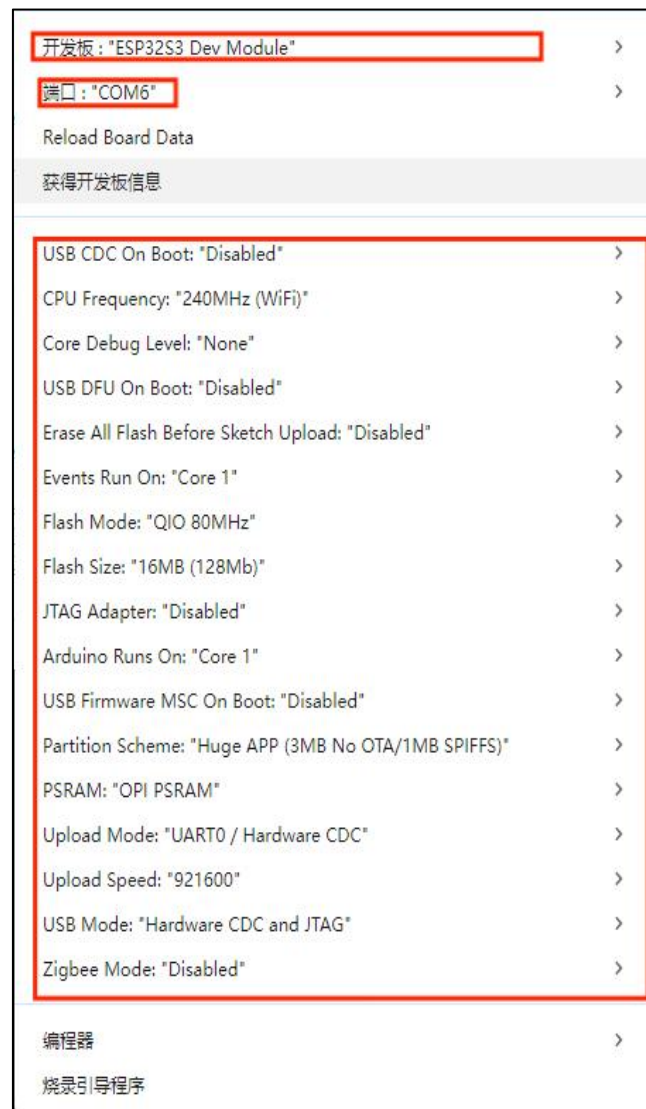 开发板 : "ESP32S3 Dev Module"
端口 : "COM6"
Reload Board Data
获得开发板信息
USB CDC On Boot: "Disabled"
CPU Frequency: "240MHz (WiFi)"
Core Debug Level: "None"
USB DFU On Boot: "Disabled"
Erase All Flash Before Sketch Upload: "Disabled"
Events Run On: "Core 1"
Flash Mode: "QIO 80MHz"
Flash Size: "16MB (128Mb)"
JTAG Adapter: "Disabled"
Arduino Runs On: "Core 1"
USB Firmware MSC On Boot: "Disabled"
Partition Scheme: "Huge APP (3MB No OTA/1MB SPIFFS)"
PSRAM: "OPI PSRAM"
Upload Mode: "UART0 / Hardware CDC"
Upload Speed: "921600"
USB Mode: "Hardware CDC and JTAG"
Zigbee Mode: "Disabled"
编程器
烧录引导程序